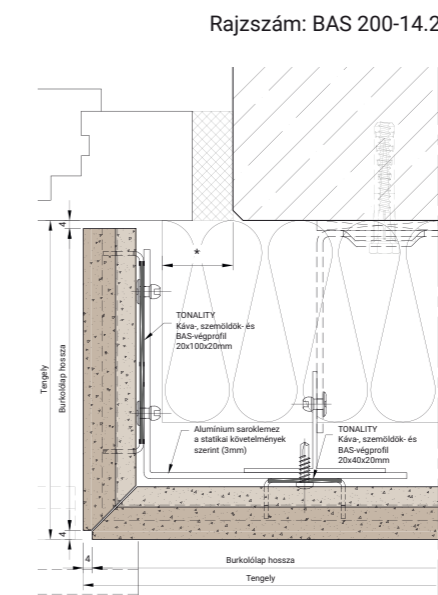 Rajzszám: BAS 200-14.2
4
*
TONALITY
Káva-, szemöldök- és
BAS-végprofil
20x100x20mm
Tengely
Burkolólap hossza
Alumínium saroklemez
a statikai követelmények
szerint (3mm)
TONALITY
Káva-, szemöldök- és
BAS-végprofil
20x40x20mm
4
4
Burkolólap hossza
Tengely